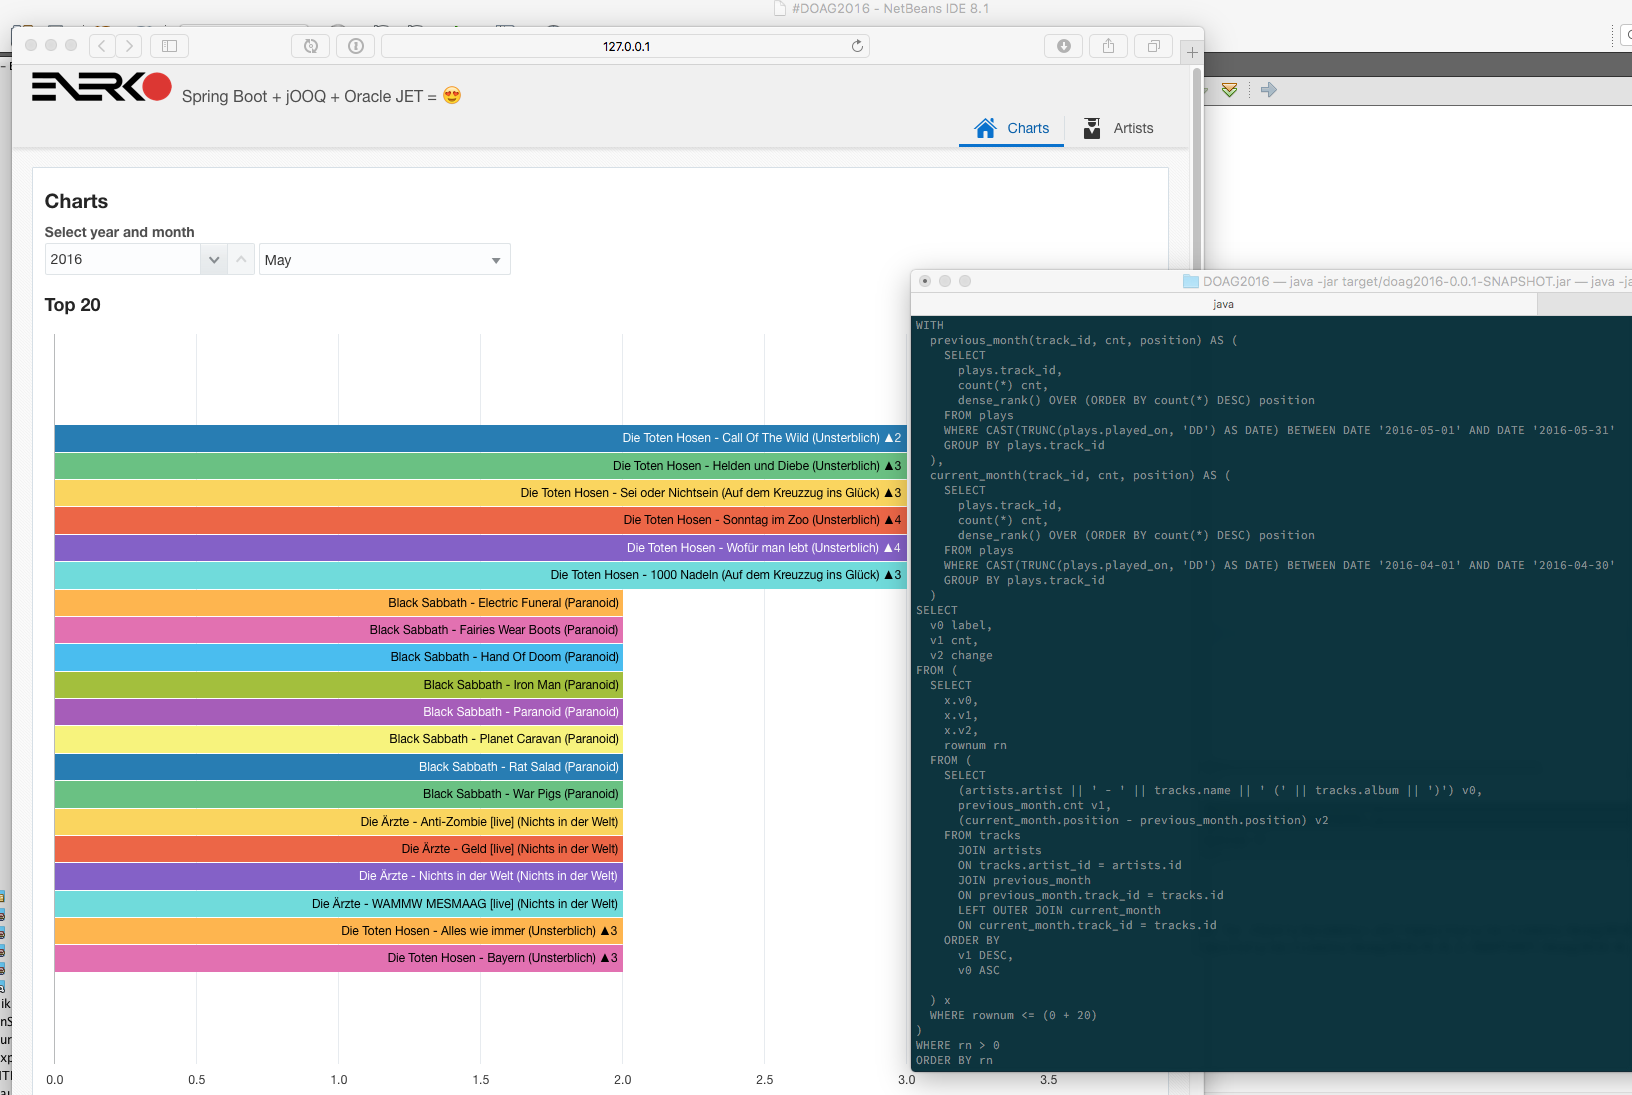 #DOAG2016 - NetBeans IDE 8.1
127.0.0.1
ENERKO
Spring Boot + jOOQ + Oracle JET = 😍
Charts
Artists
Charts
Select year and month
2016
May
Top 20
Die Toten Hosen - Call Of The Wild (Unsterblich) ▲2
Die Toten Hosen - Helden und Diebe (Unsterblich) ▲3
Die Toten Hosen - Sei oder Nichtsein (Auf dem Kreuzzug ins Glück) ▲3
Die Toten Hosen - Sonntag im Zoo (Unsterblich) ▲4
Die Toten Hosen - Wofür man lebt (Unsterblich) ▲4
Die Toten Hosen - 1000 Nadeln (Auf dem Kreuzzug ins Glück) ▲3
Black Sabbath - Electric Funeral (Paranoid)
Black Sabbath - Fairies Wear Boots (Paranoid)
Black Sabbath - Hand Of Doom (Paranoid)
Black Sabbath - Iron Man (Paranoid)
Black Sabbath - Paranoid (Paranoid)
Black Sabbath - Planet Caravan (Paranoid)
Black Sabbath - Rat Salad (Paranoid)
Black Sabbath - War Pigs (Paranoid)
Die Ärzte - Anti-Zombie [live] (Nichts in der Welt)
Die Ärzte - Geld [live] (Nichts in der Welt)
Die Ärzte - Nichts in der Welt (Nichts in der Welt)
Die Ärzte - WAMMW MESMAAG [live] (Nichts in der Welt)
Die Toten Hosen - Alles wie immer (Unsterblich) ▲3
Die Toten Hosen - Bayern (Unsterblich) ▲3
0.0 0.5 1.0 1.5 2.0 2.5 3.0 3.5
DOAG2016 — java -jar target/doag2016-0.0.1-SNAPSHOT.jar — java -ja
java
WITH
previous_month(track_id, cnt, position) AS (
SELECT
plays.track_id,
count(*) cnt,
dense_rank() OVER (ORDER BY count(*) DESC) position
FROM plays
WHERE CAST(TRUNC(plays.played_on, 'DD') AS DATE) BETWEEN DATE '2016-05-01' AND DATE '2016-05-31'
GROUP BY plays.track_id
),
current_month(track_id, cnt, position) AS (
SELECT
plays.track_id,
count(*) cnt,
dense_rank() OVER (ORDER BY count(*) DESC) position
FROM plays
WHERE CAST(TRUNC(plays.played_on, 'DD') AS DATE) BETWEEN DATE '2016-04-01' AND DATE '2016-04-30'
GROUP BY plays.track_id
)
SELECT
v0 label,
v1 cnt,
v2 change
FROM (
SELECT
x.v0,
x.v1,
x.v2,
rownum rn
FROM (
SELECT
(artists.artist || ' - ' || tracks.name || ' (' || tracks.album || ')') v0,
previous_month.cnt v1,
(current_month.position - previous_month.position) v2
FROM tracks
JOIN artists
ON tracks.artist_id = artists.id
JOIN previous_month
ON previous_month.track_id = tracks.id
LEFT OUTER JOIN current_month
ON current_month.track_id = tracks.id
ORDER BY
v1 DESC,
v0 ASC
) x
WHERE rownum <= (0 + 20)
)
WHERE rn > 0
ORDER BY rn